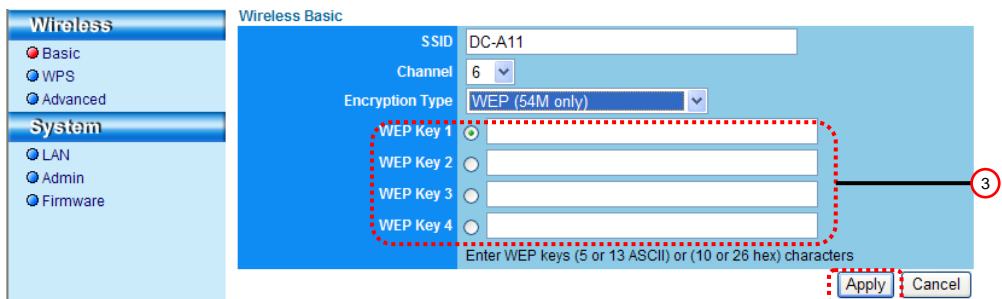 Wireless
Basic
WPS
Advanced
System
LAN
Admin
Firmware
Wireless Basic
SSID DC-A11
Channel 6
Encryption Type WEP (54M only)
WEP Key 1
WEP Key 2
WEP Key 3
WEP Key 4
3
Enter WEP keys (5 or 13 ASCII) or (10 or 26 hex) characters
Apply Cancel